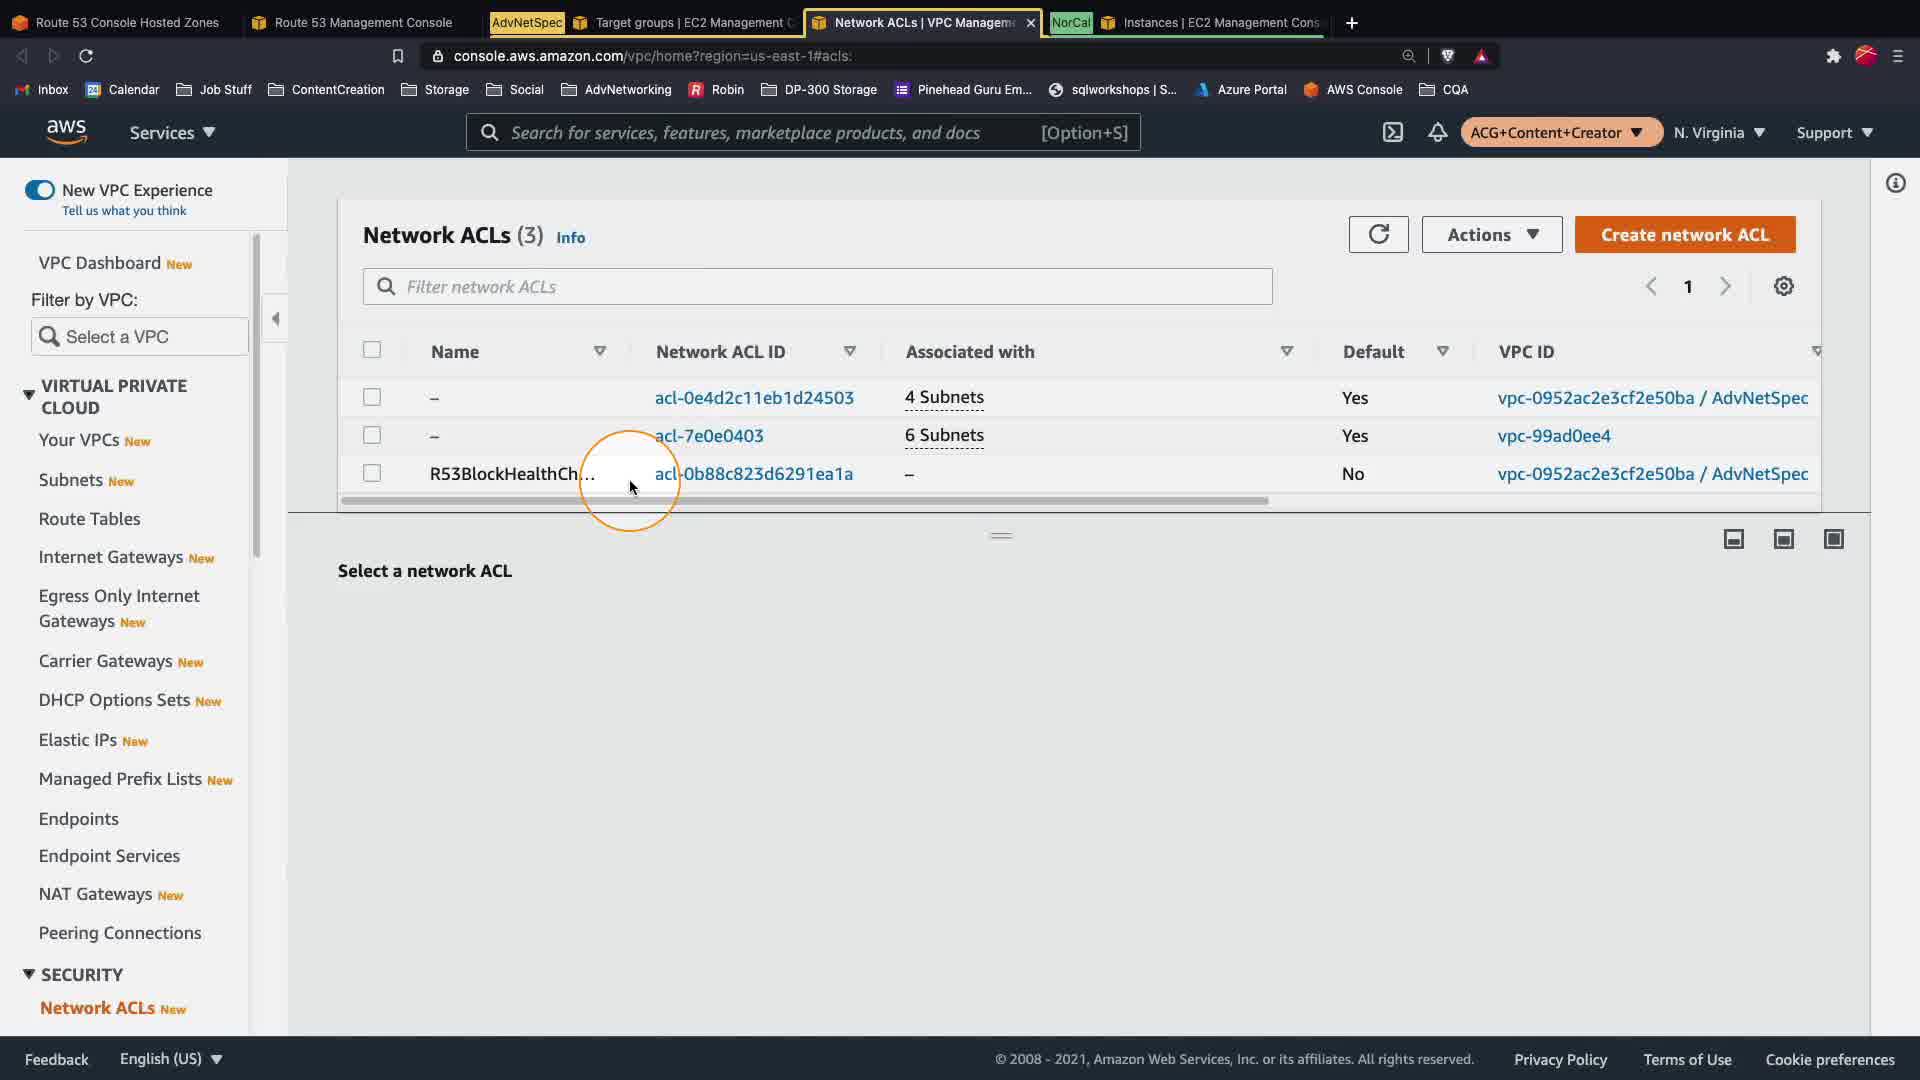 Route 53 Console Hosted Zones
Route 53 Management Console
AdvNetSpec
Target groups | EC2 Management C
Network ACLs | VPC Managem
NorCal
Instances | EC2 Management Cons
console.aws.amazon.com/vpc/home?region=us-east-1#acls:
Inbox
Calendar
Job Stuff
ContentCreation
Storage
Social
AdvNetworking
Robin
DP-300 Storage
Pinehead Guru Em...
sqlworkshops | S...
Azure Portal
AWS Console
CQA
aws
Services
Search for services, features, marketplace products, and docs
[Option+S]
ACG+Content+Creator
N. Virginia
Support
New VPC Experience
Tell us what you think
VPC Dashboard New
Filter by VPC:
Select a VPC
VIRTUAL PRIVATE
CLOUD
Your VPCs New
Subnets New
Route Tables
Internet Gateways New
Egress Only Internet
Gateways New
Carrier Gateways New
DHCP Options Sets New
Elastic IPs New
Managed Prefix Lists New
Endpoints
Endpoint Services
NAT Gateways New
Peering Connections
SECURITY
Network ACLs New
Network ACLs (3) Info
Actions
Create network ACL
Filter network ACLs
1
Name Network ACL ID Associated with Default VPC ID
– acl-0e4d2c11eb1d24503 4 Subnets Yes vpc-0952ac2e3cf2e50ba / AdvNetSpec
– acl-7e0e0403 6 Subnets Yes vpc-99ad0ee4
R53BlockHealthCh... acl-0b88c823d6291ea1a – No vpc-0952ac2e3cf2e50ba / AdvNetSpec
Select a network ACL
Feedback
English (US)
© 2008 - 2021, Amazon Web Services, Inc. or its affiliates. All rights reserved.
Privacy Policy
Terms of Use
Cookie preferences